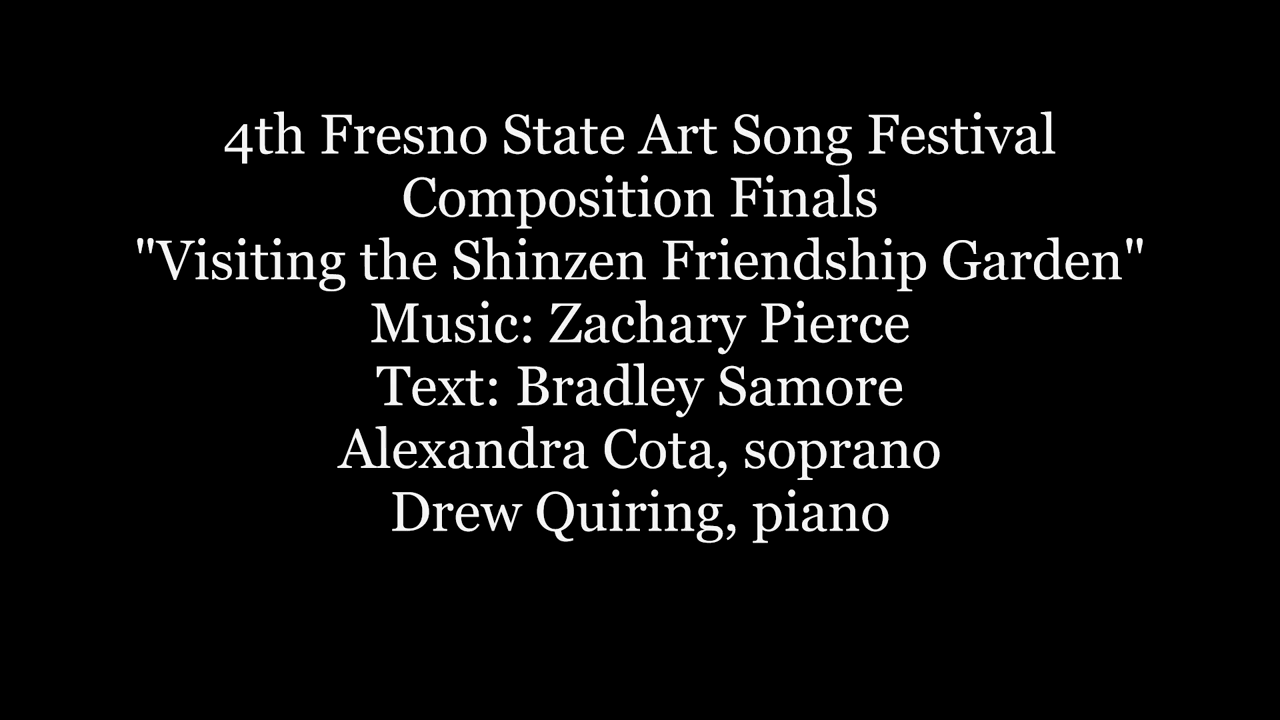 4th Fresno State Art Song Festival
Composition Finals
"Visiting the Shinzen Friendship Garden"
Music: Zachary Pierce
Text: Bradley Samore
Alexandra Cota, soprano
Drew Quiring, piano